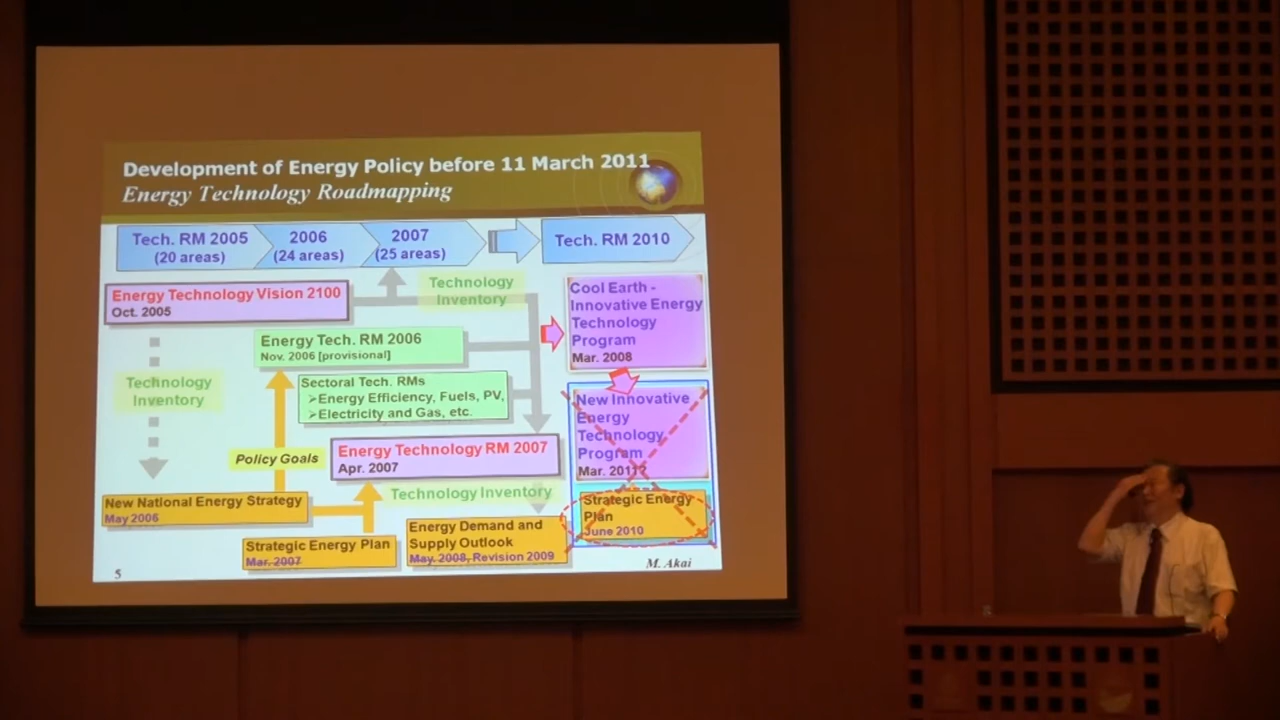 Development of Energy Policy before 11 March 2011
Energy Technology Roadmapping
Tech. RM 2005
(20 areas)
2006
(24 areas)
2007
(25 areas)
Tech. RM 2010
Energy Technology Vision 2100
Oct. 2005
Technology
Inventory
Cool Earth -
Innovative Energy
Technology
Program
Mar. 2008
Energy Tech. RM 2006
Nov. 2006 [provisional]
Technology
Inventory
Sectoral Tech. RMs
➢Energy Efficiency, Fuels, PV,
➢Electricity and Gas, etc.
New Innovative
Energy
Technology
Program
Mar. 2011?
Policy Goals
Energy Technology RM 2007
Apr. 2007
New National Energy Strategy
May 2006
Technology Inventory
Strategic Energy
Plan
June 2010
Strategic Energy Plan
Mar. 2007
Energy Demand and
Supply Outlook
May. 2008, Revision 2009
5
M. Akai